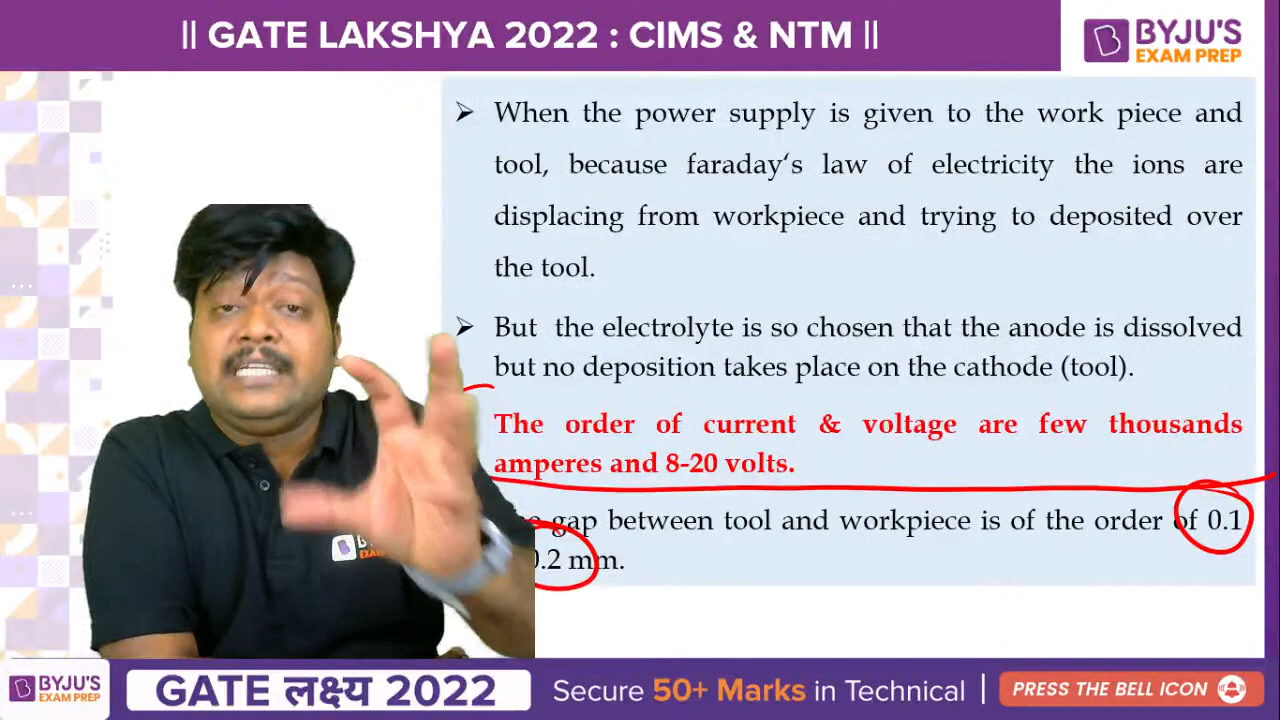 || GATE LAKSHYA 2022 : CIMS & NTM ||
BYJU'S
EXAM PREP
When the power supply is given to the work piece and
tool, because faraday‘s law of electricity the ions are
displacing from workpiece and trying to deposited over
the tool.
But the electrolyte is so chosen that the anode is dissolved
but no deposition takes place on the cathode (tool).
The order of current & voltage are few thousands
amperes and 8-20 volts.
gap between tool and workpiece is of the order of 0.1
0.2 mm.
BYJU'S
EXAM PREP
GATE लक्ष्य 2022
Secure 50+ Marks in Technical
PRESS THE BELL ICON